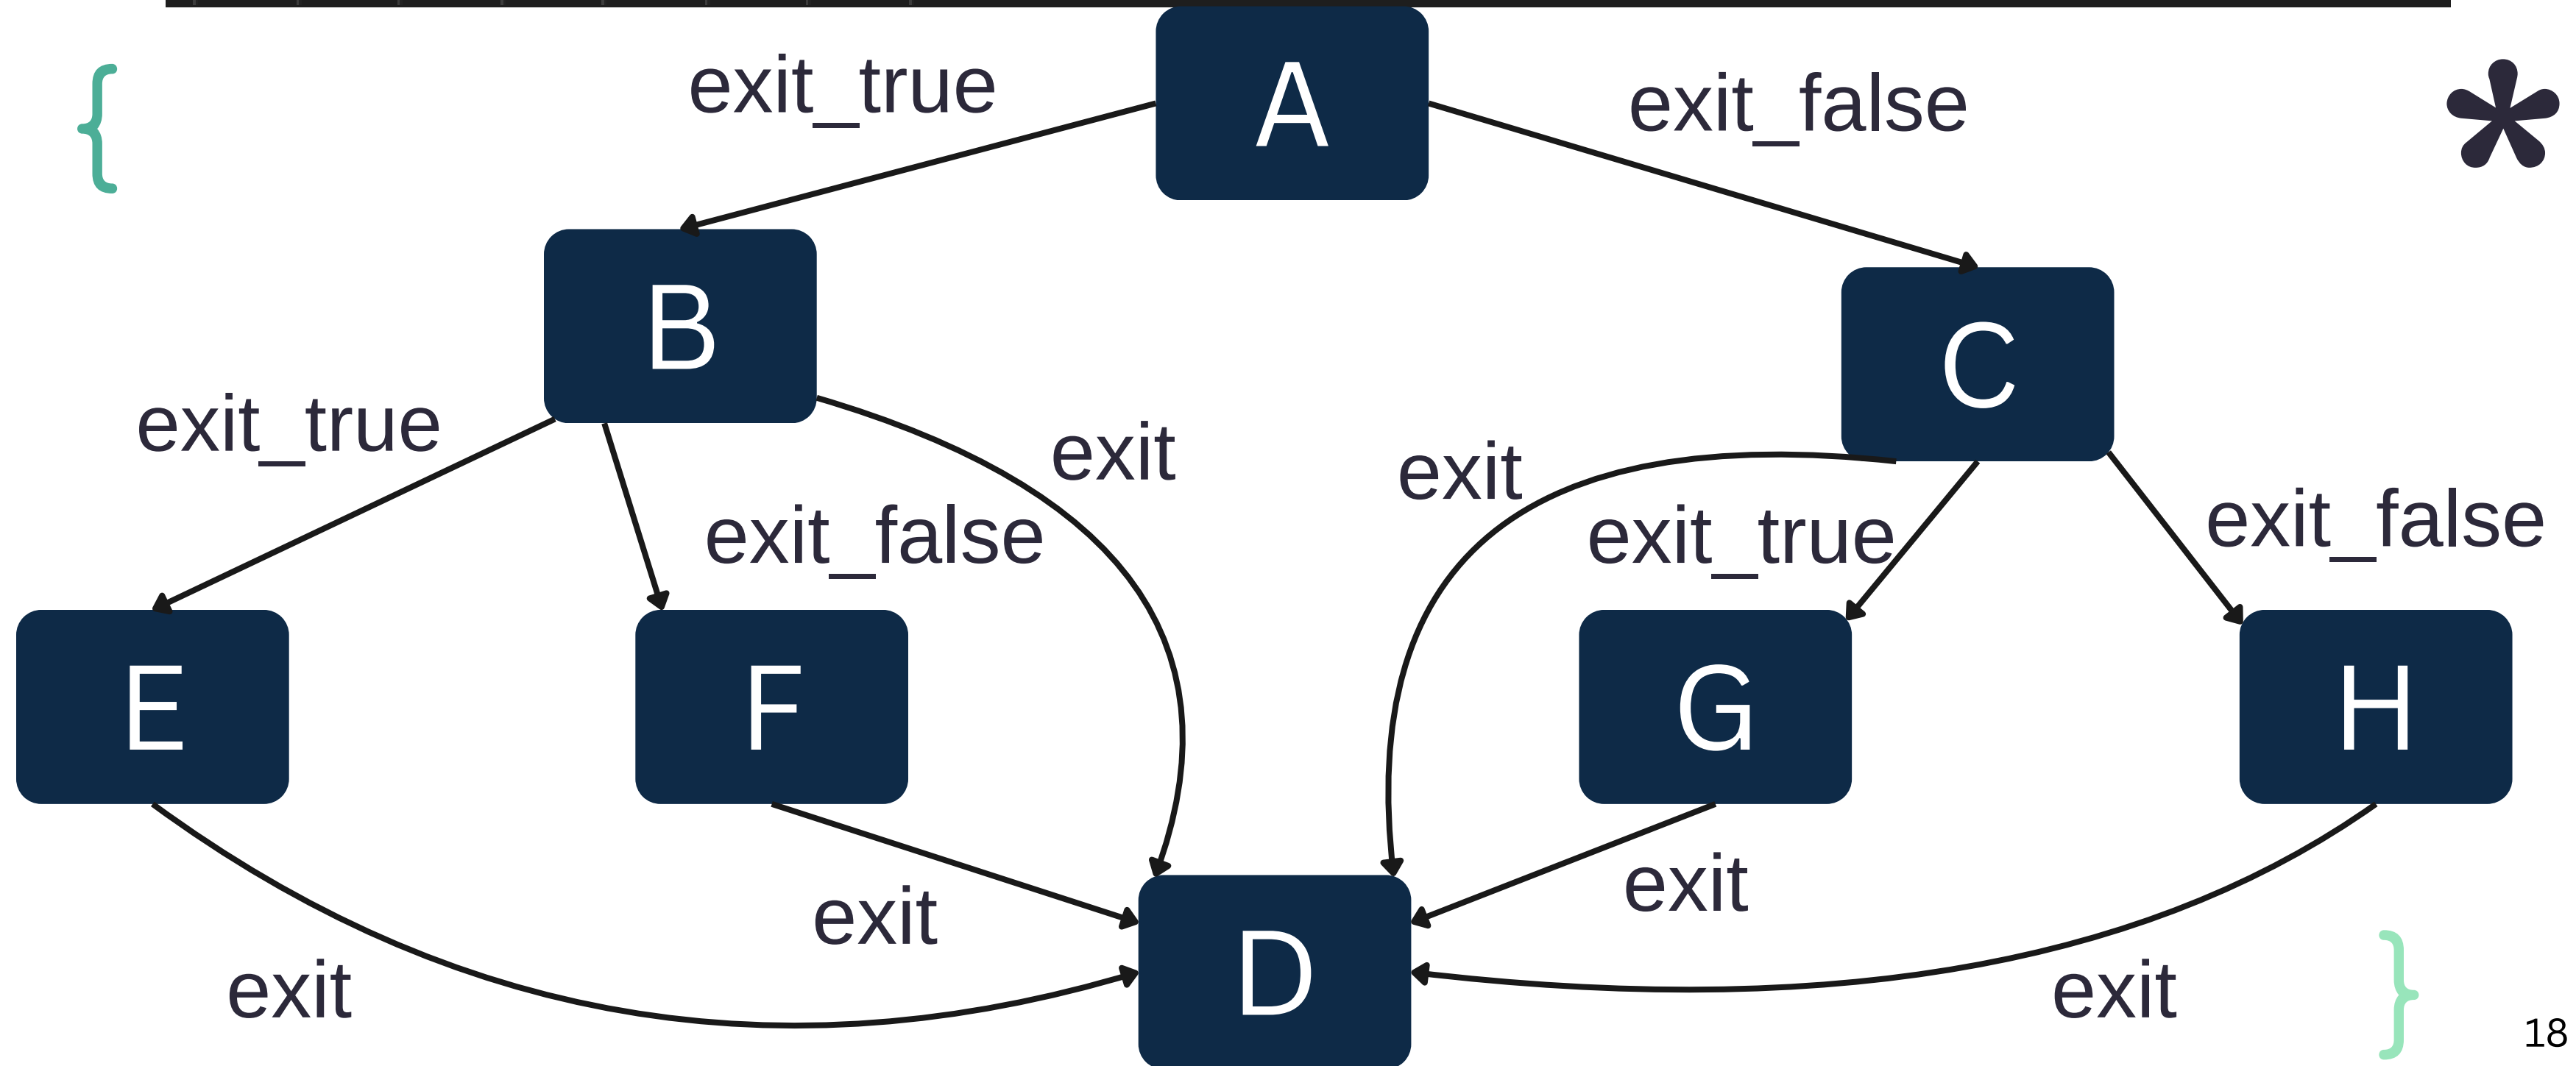 {
A
exit_true
exit_false
*
B
C
exit_true
exit
exit
exit_false
exit_true
exit_false
E
F
G
H
exit
exit
D
exit
exit
}
18